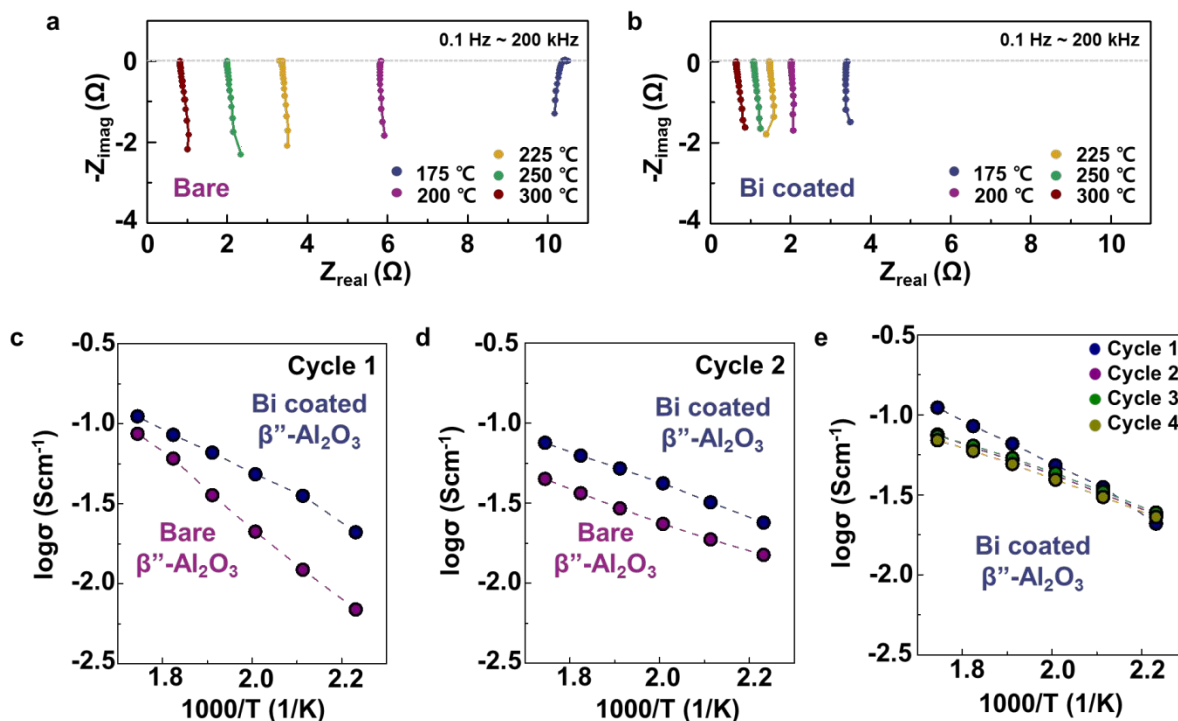 a
0.1 Hz ~ 200 kHz
0
-2
-4
-Zimag (Ω)
Bare
175 ℃
200 ℃
225 ℃
250 ℃
300 ℃
0 2 4 6 8 10
Zreal (Ω)
b
0.1 Hz ~ 200 kHz
0
-2
-4
-Zimag (Ω)
Bi coated
175 ℃
200 ℃
225 ℃
250 ℃
300 ℃
0 2 4 6 8 10
Zreal (Ω)
c
Cycle 1
-0.5
-1.0
-1.5
-2.0
-2.5
logσ (Scm⁻¹)
Bi coated
β”-Al₂O₃
Bare
β”-Al₂O₃
1.8 2.0 2.2
1000/T (1/K)
d
Cycle 2
-0.5
-1.0
-1.5
-2.0
-2.5
logσ (Scm⁻¹)
Bi coated
β”-Al₂O₃
Bare
β”-Al₂O₃
1.8 2.0 2.2
1000/T (1/K)
e
Cycle 1
Cycle 2
Cycle 3
Cycle 4
-0.5
-1.0
-1.5
-2.0
-2.5
logσ (Scm⁻¹)
Bi coated
β”-Al₂O₃
1.8 2.0 2.2
1000/T (1/K)